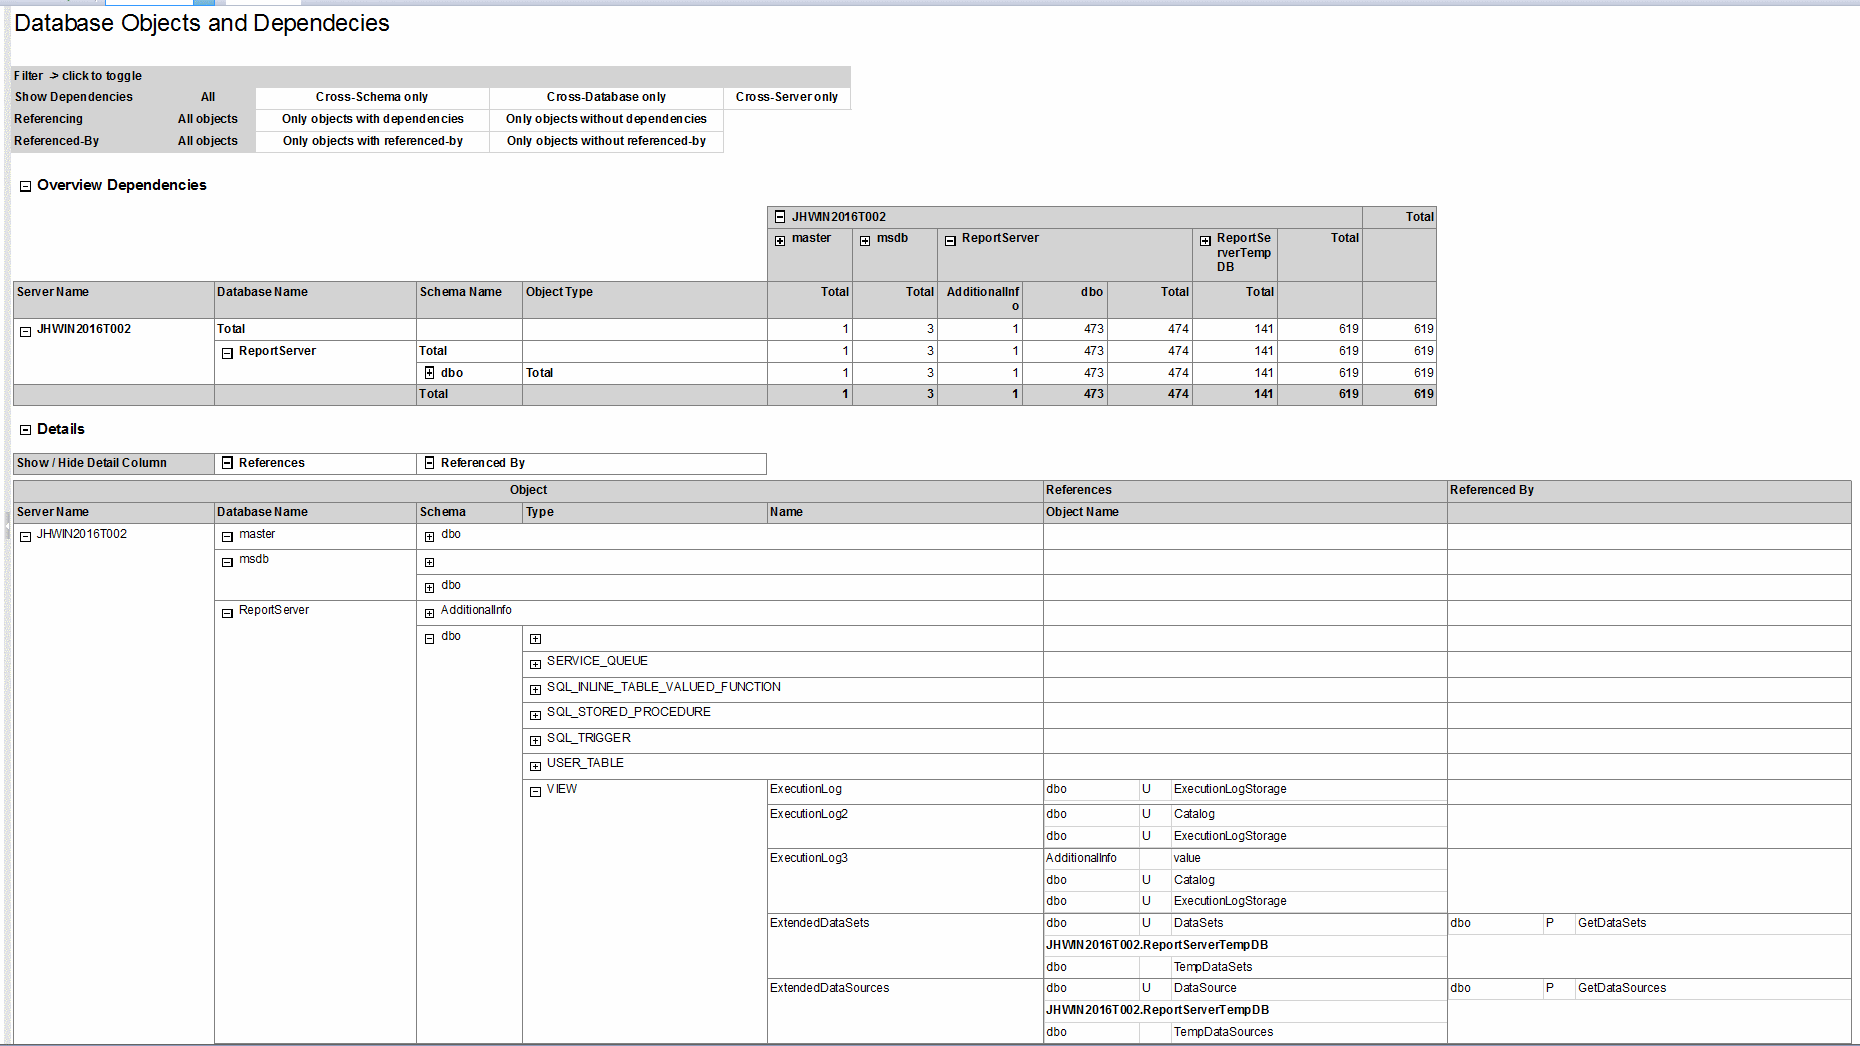 Database Objects and Dependecies
Filter -> click to toggle
Show Dependencies All Cross-Schema only Cross-Database only Cross-Server only
Referencing All objects Only objects with dependencies Only objects without dependencies
Referenced-By All objects Only objects with referenced-by Only objects without referenced-by
Overview Dependencies
JHWIN2016T002 Total
master msdb ReportServer ReportSe Total
rverTemp
DB
Server Name Database Name Schema Name Object Type Total Total AdditionalInf dbo Total Total
o
JHWIN2016T002 Total 1 3 1 473 474 141 619 619
ReportServer Total 1 3 1 473 474 141 619 619
dbo Total 1 3 1 473 474 141 619 619
Total 1 3 1 473 474 141 619 619
Details
Show / Hide Detail Column References Referenced By
Object References Referenced By
Server Name Database Name Schema Type Name Object Name
JHWIN2016T002 master dbo
msdb
dbo
ReportServer AdditionalInfo
dbo
SERVICE_QUEUE
SQL_INLINE_TABLE_VALUED_FUNCTION
SQL_STORED_PROCEDURE
SQL_TRIGGER
USER_TABLE
VIEW ExecutionLog dbo U ExecutionLogStorage
ExecutionLog2 dbo U Catalog
dbo U ExecutionLogStorage
ExecutionLog3 AdditionalInfo value
dbo U Catalog
dbo U ExecutionLogStorage
ExtendedDataSets dbo U DataSets dbo P GetDataSets
JHWIN2016T002.ReportServerTempDB
dbo TempDataSets
ExtendedDataSources dbo U DataSource dbo P GetDataSources
JHWIN2016T002.ReportServerTempDB
dbo TempDataSources